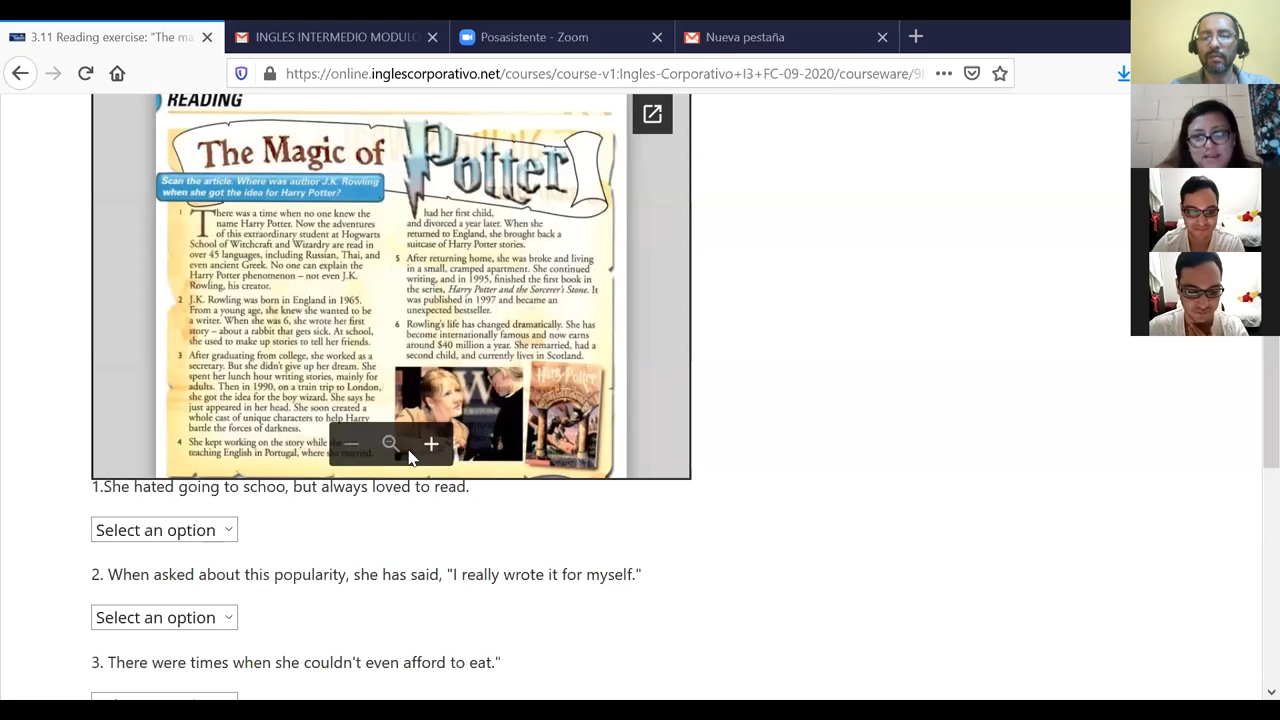 3.11 Reading exercise: "The ma
INGLES INTERMEDIO MODULO
Posasistente - Zoom
Nueva pestaña
https://online.inglescorporativo.net/courses/course-v1:Ingles-Corporativo+I3+FC-09-2020/courseware/9
READING
The Magic of Potter
Scan the article. Where was author J.K. Rowling
when she got the idea for Harry Potter?
1 There was a time when no one knew the
name Harry Potter. Now the adventures
of this extraordinary student at Hogwarts
School of Witchcraft and Wizardry are read in
over 45 languages, including Russian, Thai, and
even ancient Greek. No one can explain the
Harry Potter phenomenon – not even J.K.
Rowling, his creator.
2 J.K. Rowling was born in England in 1965.
From a young age, she knew she wanted to be
a writer. When she was 6, she wrote her first
story – about a rabbit that gets sick. At school,
she used to make up stories to tell her friends.
3 After graduating from college, she worked as a
secretary. But she didn't give up her dream. She
spent her lunch hour writing stories, mainly for
adults. Then in 1990, on a train trip to London,
she got the idea for the boy wizard. She says he
just appeared in her head. She soon created a
whole cast of unique characters to help Harry
battle the forces of darkness.
4 She kept working on the story while
teaching English in Portugal, where she married,
had her first child,
and divorced a year later. When she
returned to England, she brought back a
suitcase of Harry Potter stories.
5 After returning home, she was broke and living
in a small, cramped apartment. She continued
writing, and in 1995, finished the first book in
the series, Harry Potter and the Sorcerer's Stone. It
was published in 1997 and became an
unexpected bestseller.
6 Rowling's life has changed dramatically. She has
become internationally famous and now earns
around $40 million a year. She remarried, had a
second child, and currently lives in Scotland.
Harry Potter
1.She hated going to schoo, but always loved to read.
Select an option
2. When asked about this popularity, she has said, "I really wrote it for myself."
Select an option
3. There were times when she couldn't even afford to eat."